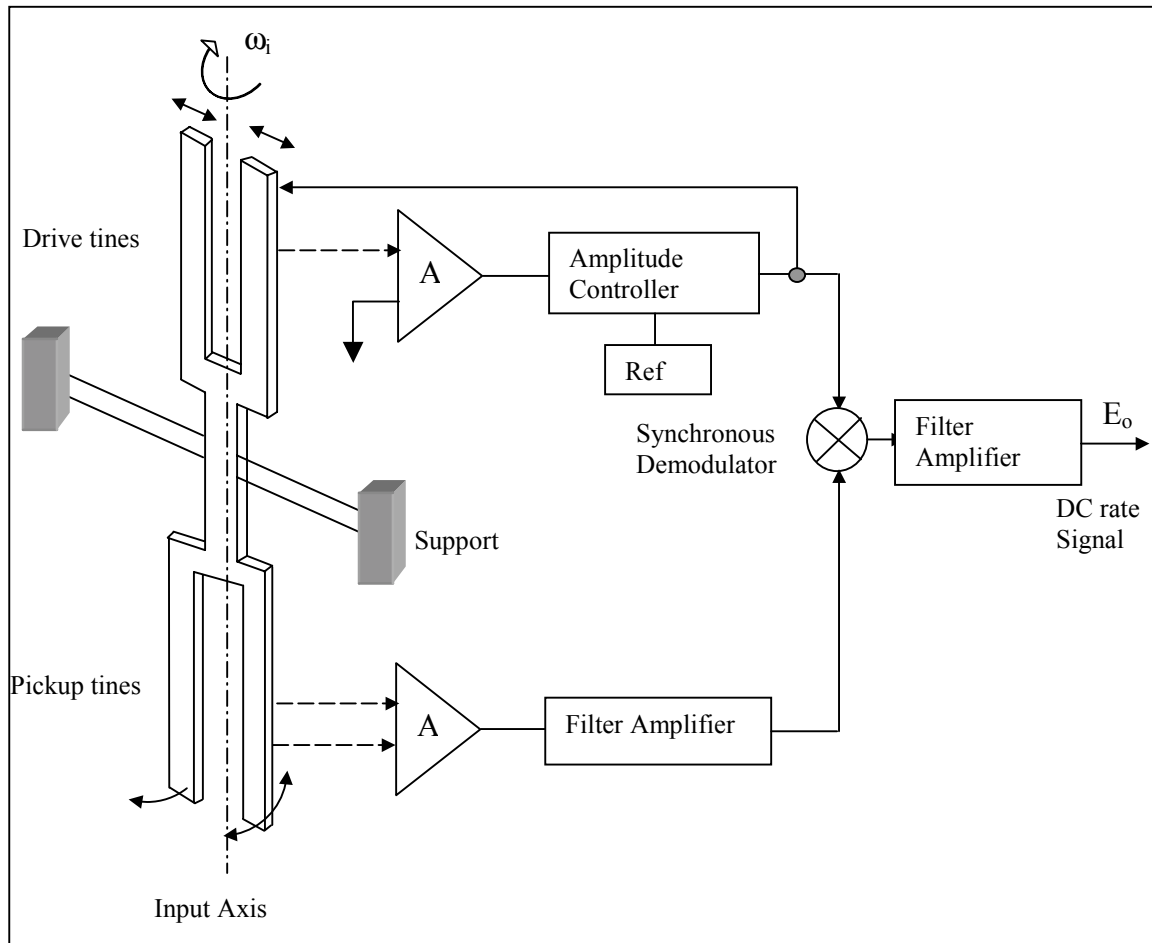 ωi
Drive tines
A
Amplitude
Controller
Ref
Synchronous
Demodulator
Filter
Amplifier
Eo
DC rate
Signal
Support
Pickup tines
A
Filter Amplifier
Input Axis